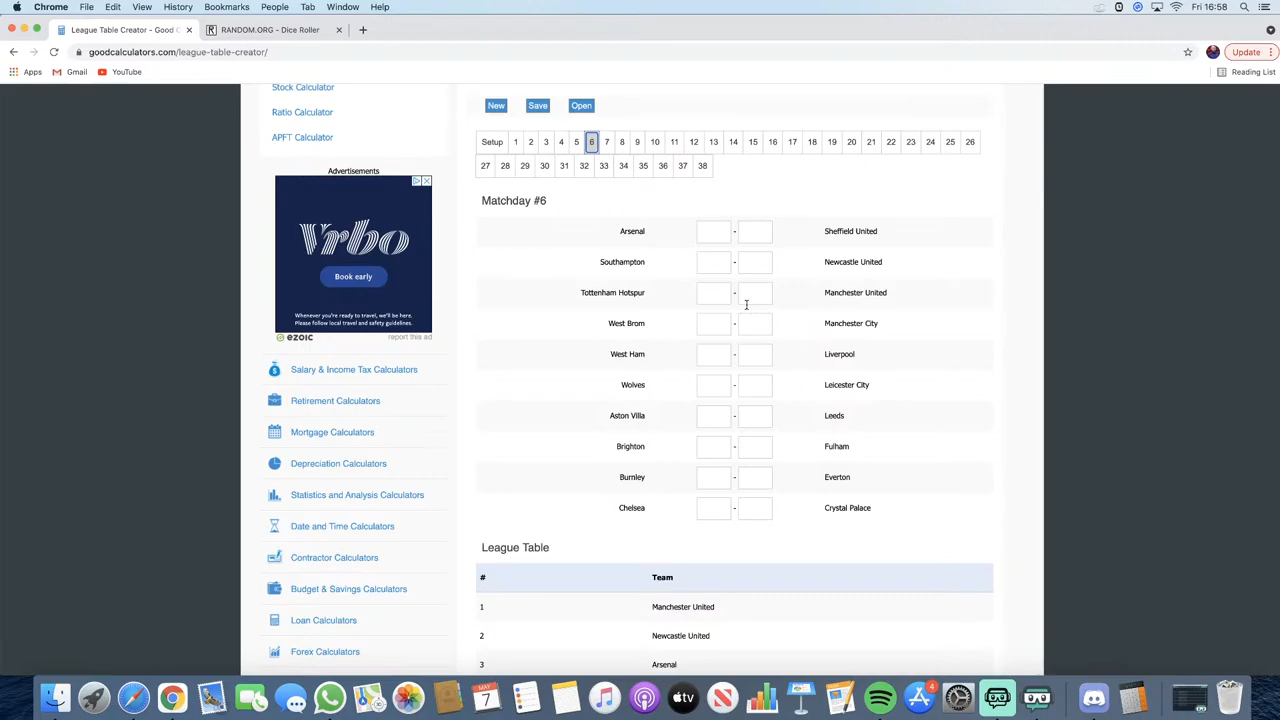 Chrome File Edit View History Bookmarks People Tab Window Help Fri 16:58
League Table Creator - Good C RANDOM.ORG - Dice Roller
goodcalculators.com/league-table-creator/ Update
Apps Gmail YouTube Reading List
Stock Calculator
Ratio Calculator
APFT Calculator
Advertisements
Vrbo
Book early
Whenever you're ready to travel, we'll be here.
Please follow local travel and safety guidelines.
ezoic report this ad
Salary & Income Tax Calculators
Retirement Calculators
Mortgage Calculators
Depreciation Calculators
Statistics and Analysis Calculators
Date and Time Calculators
Contractor Calculators
Budget & Savings Calculators
Loan Calculators
Forex Calculators
New Save Open
Setup 1 2 3 4 5 6 7 8 9 10 11 12 13 14 15 16 17 18 19 20 21 22 23 24 25 26
27 28 29 30 31 32 33 34 35 36 37 38
Matchday #6
Arsenal - Sheffield United
Southampton - Newcastle United
Tottenham Hotspur - Manchester United
West Brom - Manchester City
West Ham - Liverpool
Wolves - Leicester City
Aston Villa - Leeds
Brighton - Fulham
Burnley - Everton
Chelsea - Crystal Palace
League Table
# Team
1 Manchester United
2 Newcastle United
3 Arsenal
7
tv
4